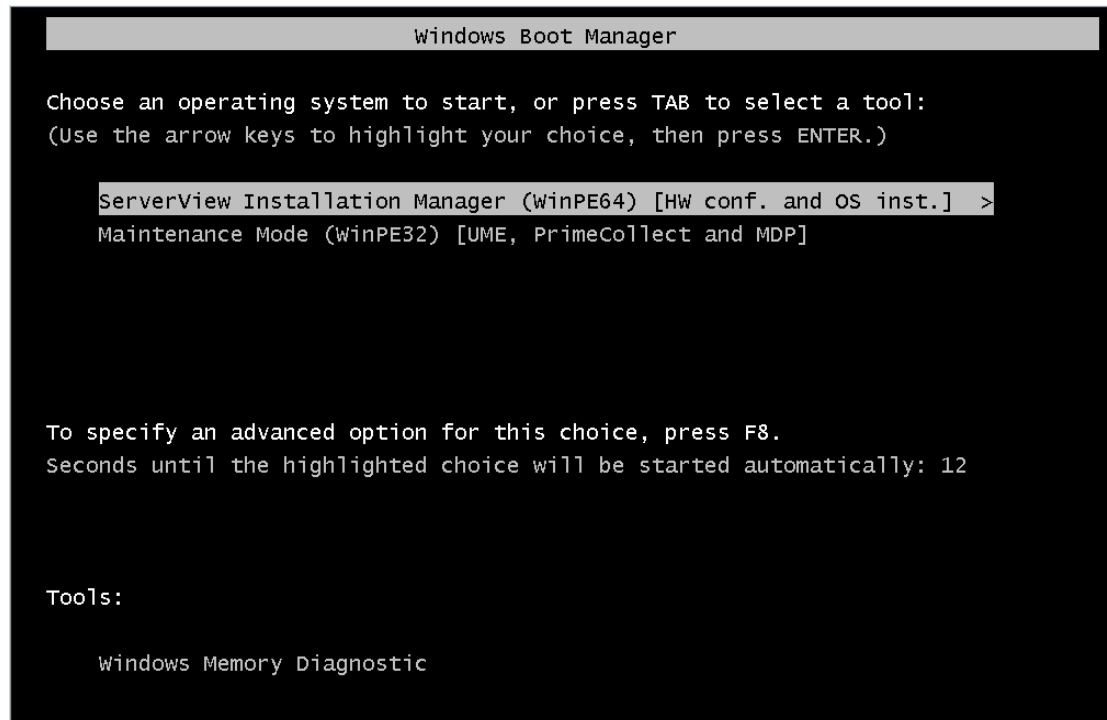 Windows Boot Manager
Choose an operating system to start, or press TAB to select a tool:
(Use the arrow keys to highlight your choice, then press ENTER.)
ServerView Installation Manager (WinPE64) [HW conf. and OS inst.] >
Maintenance Mode (WinPE32) [UME, PrimeCollect and MDP]
To specify an advanced option for this choice, press F8.
Seconds until the highlighted choice will be started automatically: 12
Tools:
Windows Memory Diagnostic